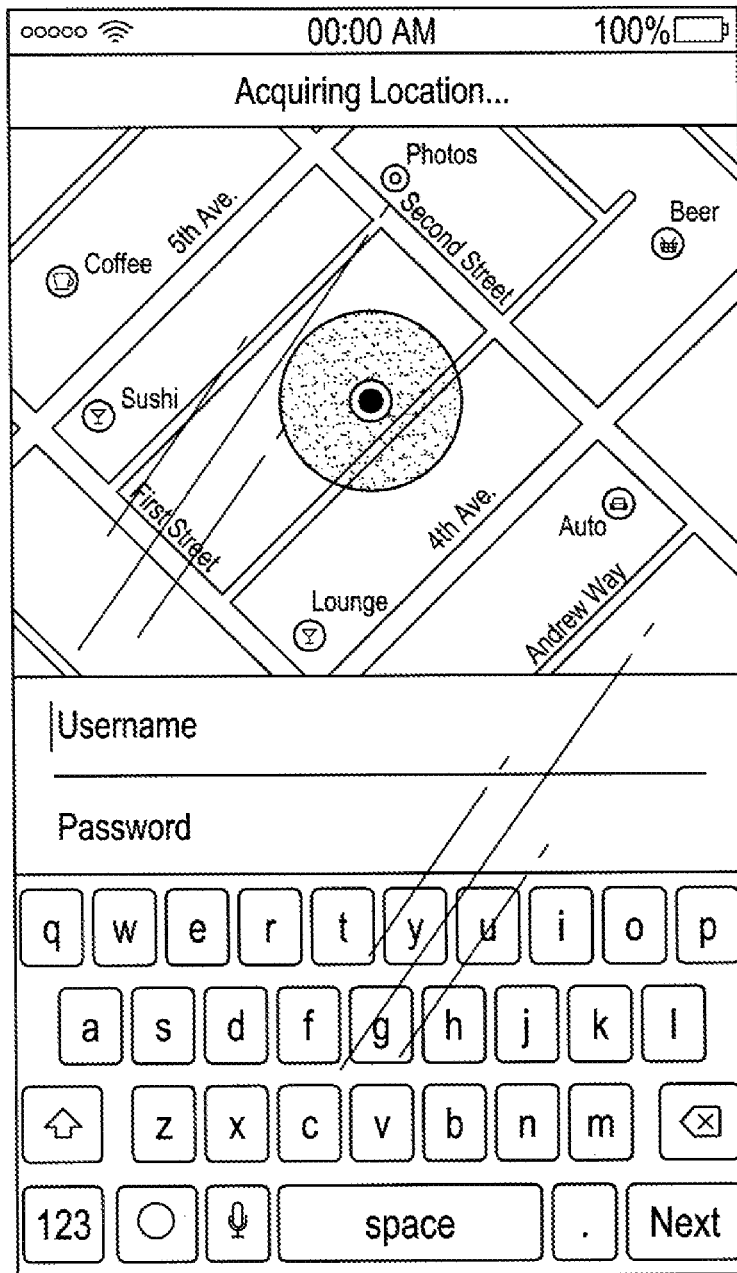 00:00 AM 100%
Acquiring Location...
Photos
Beer
5th Ave.
Second Street
Coffee
Sushi
First Street
4th Ave.
Auto
Lounge
Andrew Way
Username
Password
q w e r t y u i o p
a s d f g h j k l
z x c v b n m
123 space . Next